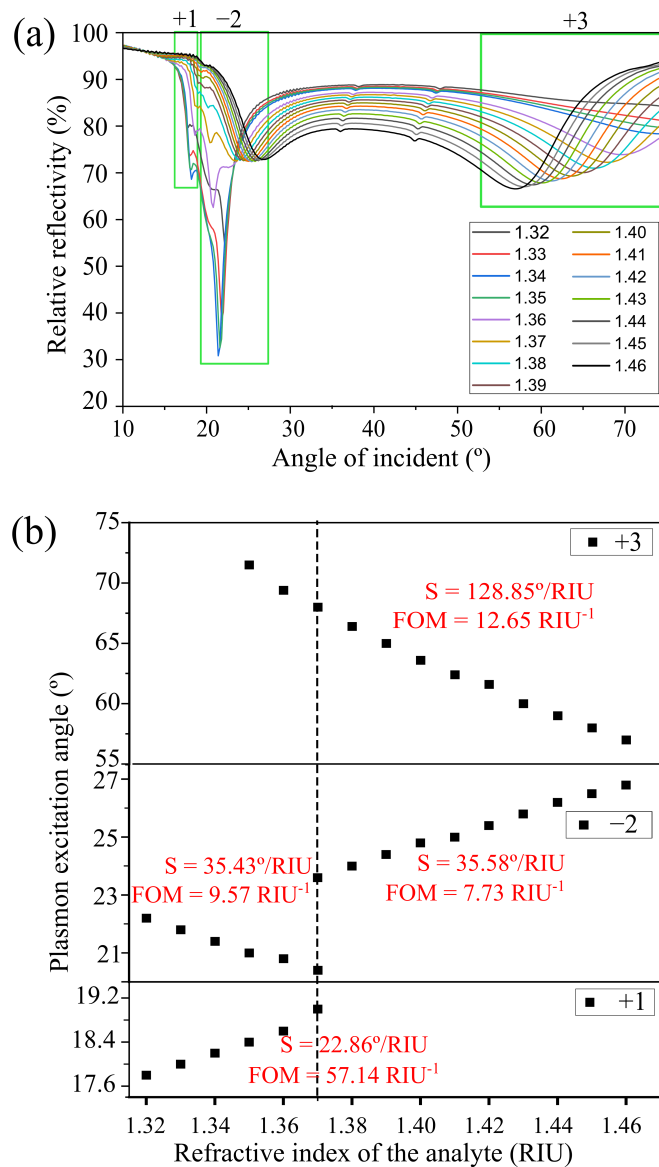 (a)
+1
−2
+3
100
90
80
70
60
50
40
30
20
Relative reflectivity (%)
1.32
1.33
1.34
1.35
1.36
1.37
1.38
1.39
1.40
1.41
1.42
1.43
1.44
1.45
1.46
10 20 30 40 50 60 70
Angle of incident (º)
(b)
75
70
65
60
55
+3
S = 128.85º/RIU
FOM = 12.65 RIU-1
Plasmon excitation angle (º)
27
25
23
21
−2
S = 35.43º/RIU
FOM = 9.57 RIU-1
S = 35.58º/RIU
FOM = 7.73 RIU-1
19.2
18.4
17.6
+1
S = 22.86º/RIU
FOM = 57.14 RIU-1
1.32 1.34 1.36 1.38 1.40 1.42 1.44 1.46
Refractive index of the analyte (RIU)